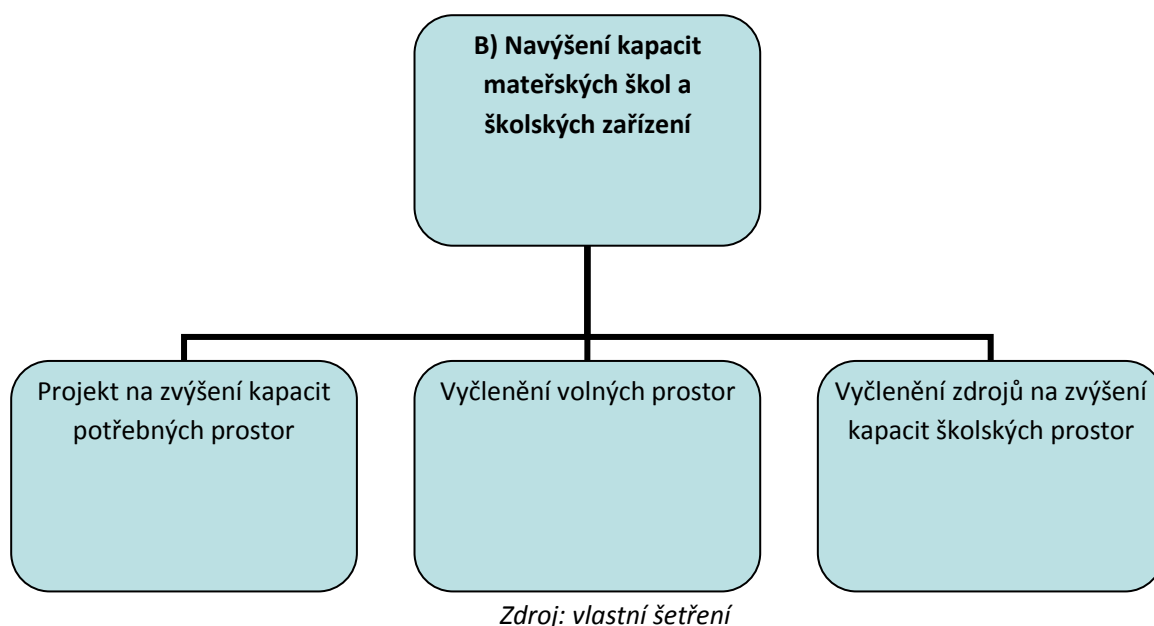 B) Navýšení kapacit
mateřských škol a
školských zařízení
Projekt na zvýšení kapacit
potřebných prostor
Vyčlenění volných prostor
Vyčlenění zdrojů na zvýšení
kapacit školských prostor
Zdroj: vlastní šetření